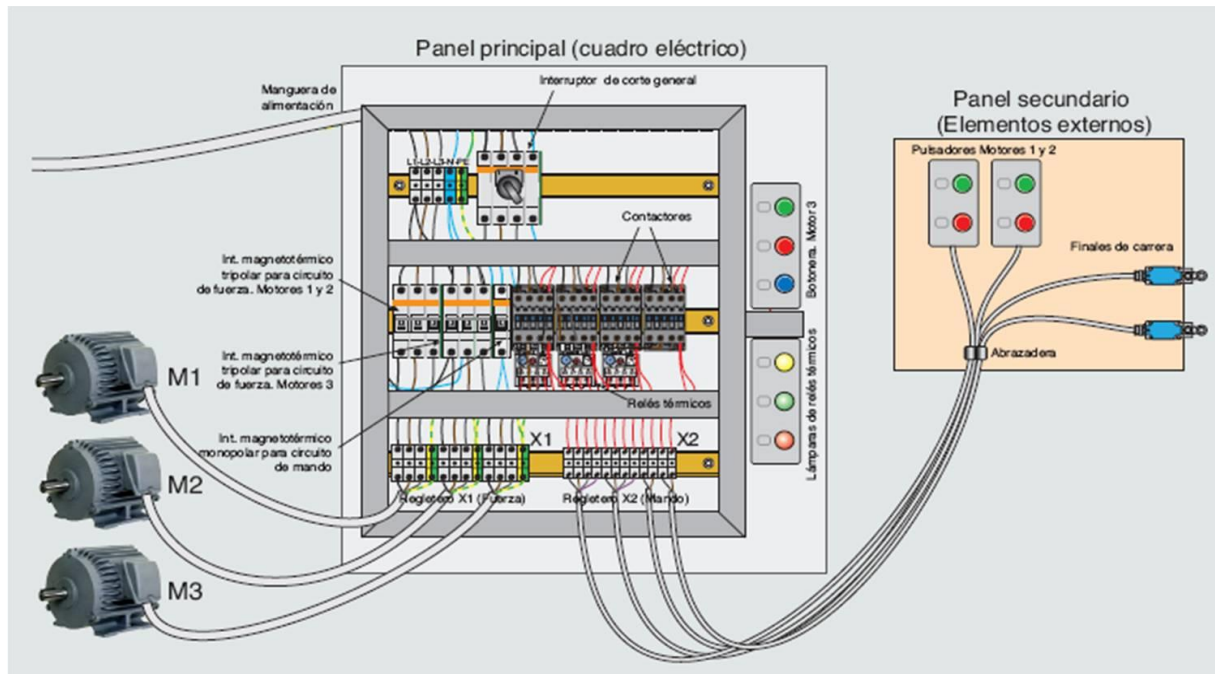 Panel principal (cuadro eléctrico)
Manguera de
alimentación
Interruptor de corte general
L1-L2-L3-N-PE
Contactores
Int. magnetotérmico
tripolar para circuito
de fuerza. Motores 1 y 2
Int. magnetotérmico
tripolar para circuito
de fuerza. Motores 3
Int. magnetotérmico
monopolar para circuito
de mando
Relés térmicos
X1
X2
Regletero X1 (Fuerza)
Regletero X2 (Mando)
Botonera. Motor 3
Lámparas de relés térmicos
M1
M2
M3
Panel secundario
(Elementos externos)
Pulsadores Motores 1 y 2
Finales de carrera
Abrazadera